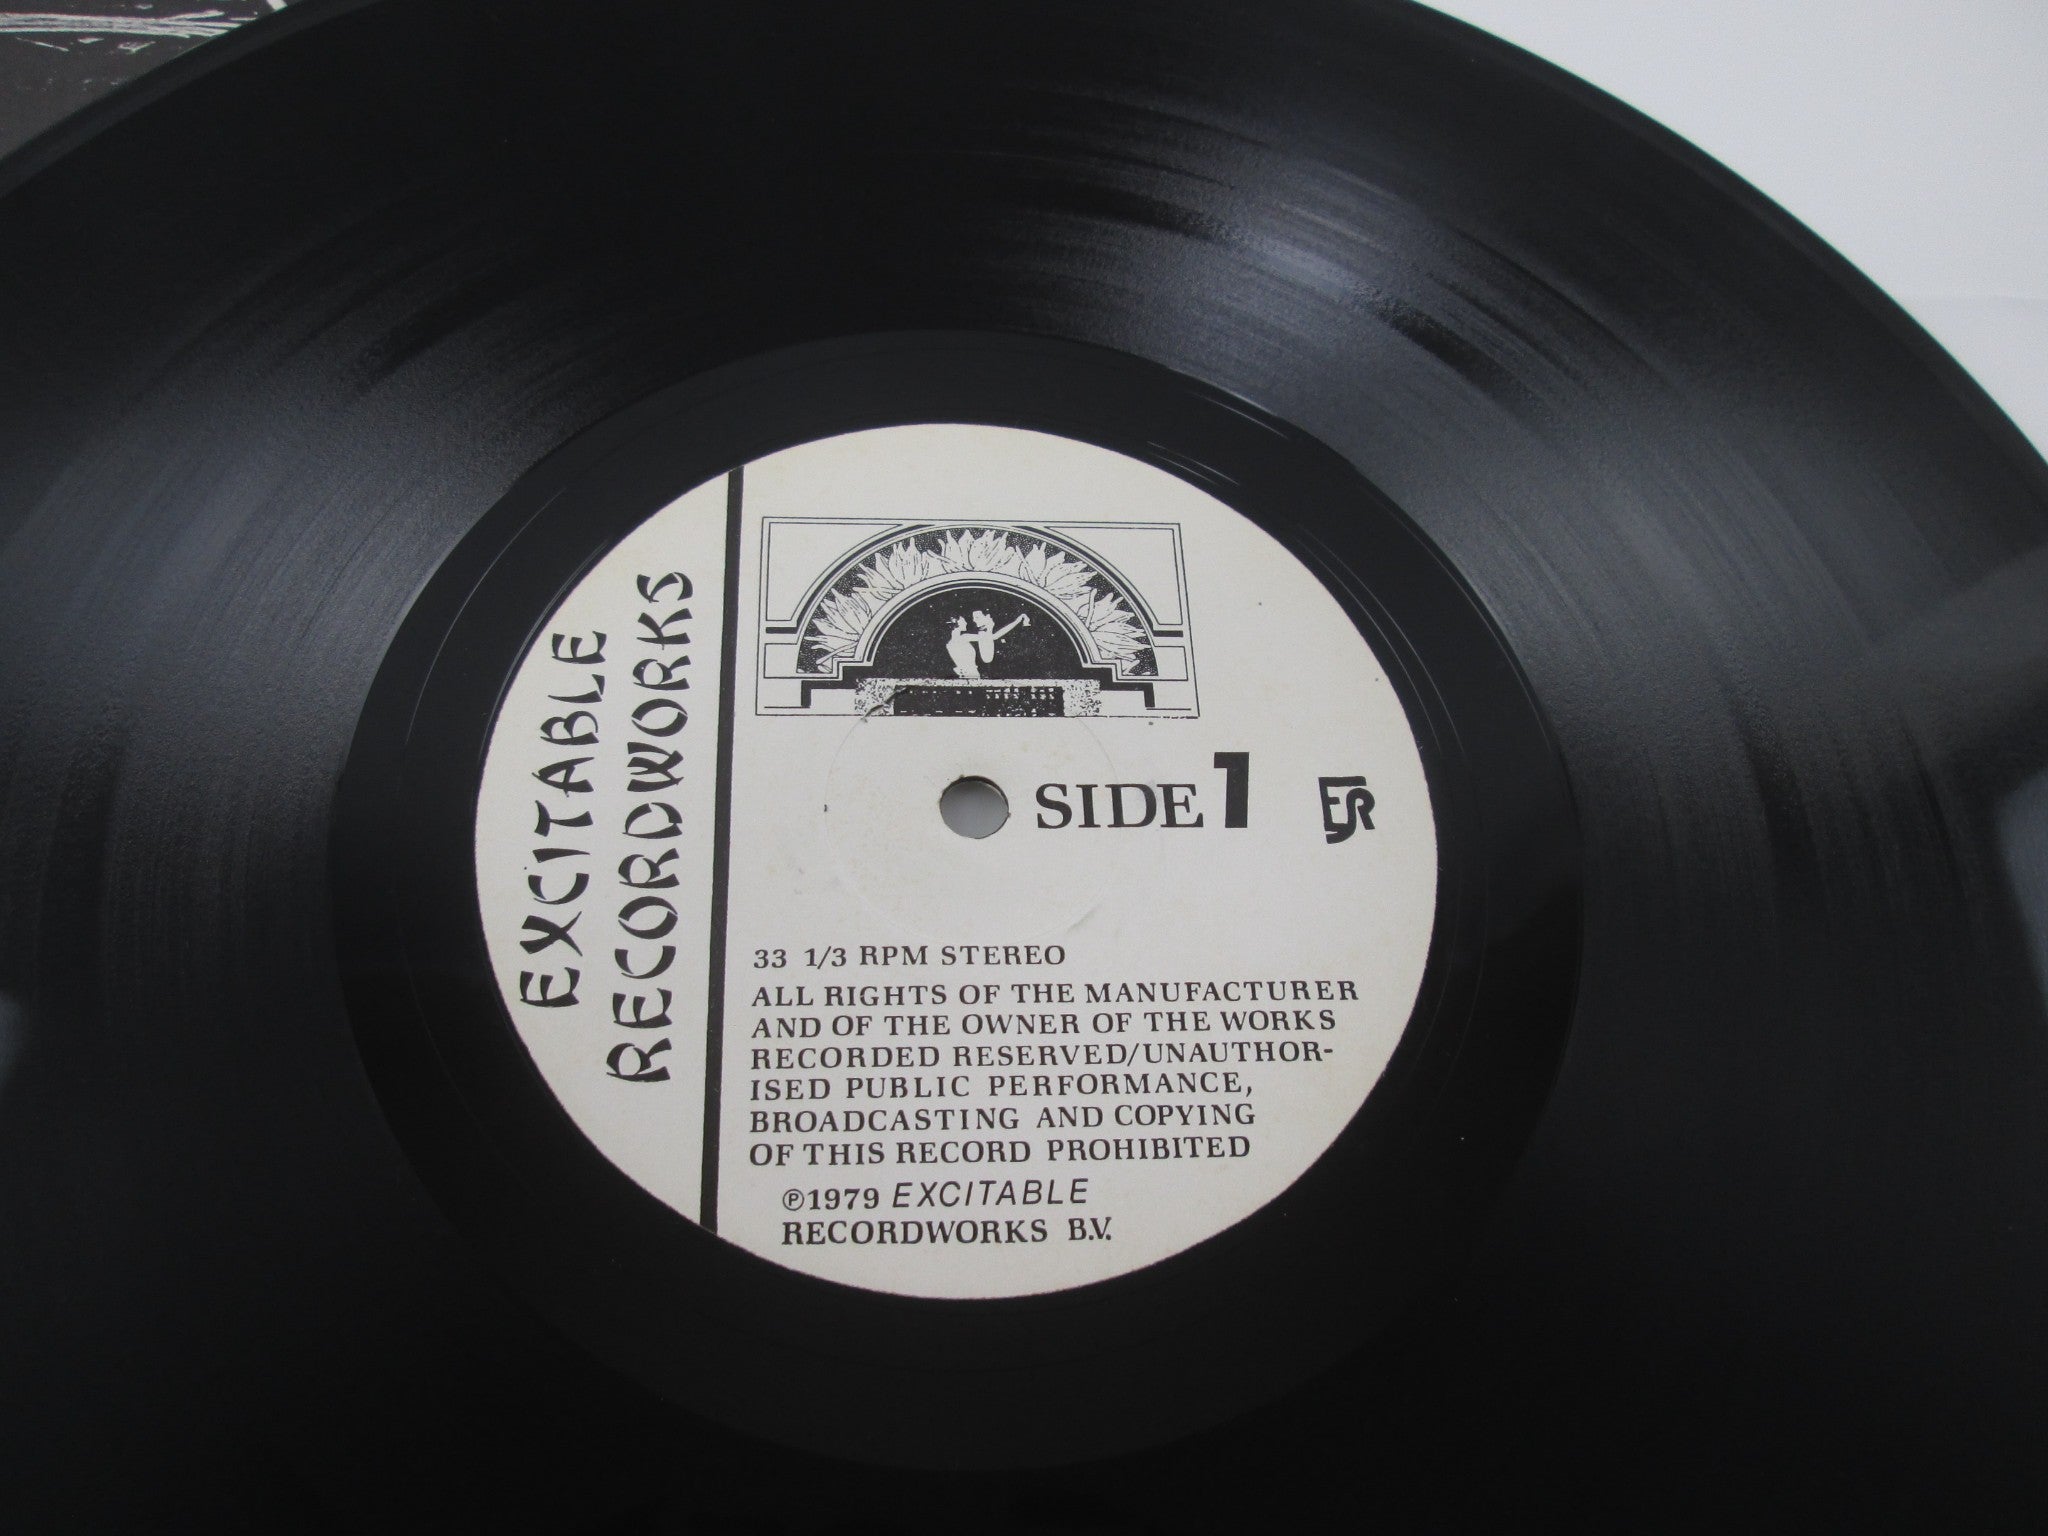 EXCITABLE
RECORDWORKS
SIDE 1
ER
33 1/3 RPM STEREO
ALL RIGHTS OF THE MANUFACTURER
AND OF THE OWNER OF THE WORKS
RECORDED RESERVED/UNAUTHOR-
ISED PUBLIC PERFORMANCE,
BROADCASTING AND COPYING
OF THIS RECORD PROHIBITED
℗1979 EXCITABLE
RECORDWORKS B.V.